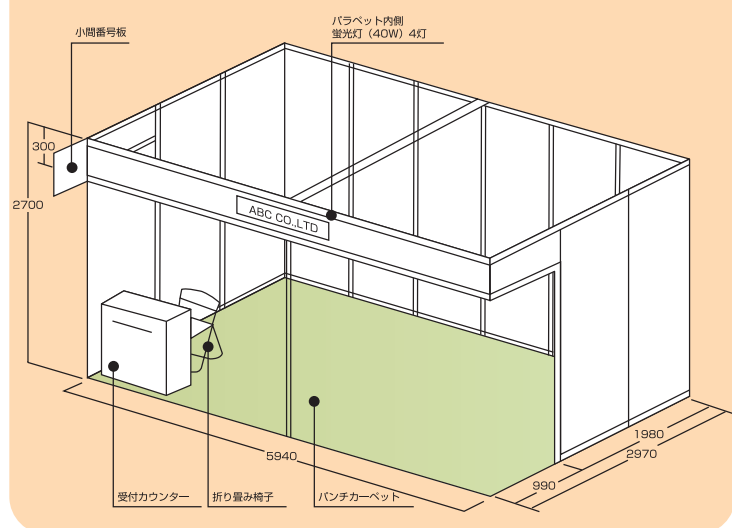 小間番号板
パラペット内側
蛍光灯（40W）4灯
300
2700
ABC CO.,LTD
5940
1980
2970
990
受付カウンター
折り畳み椅子
パンチカーペット